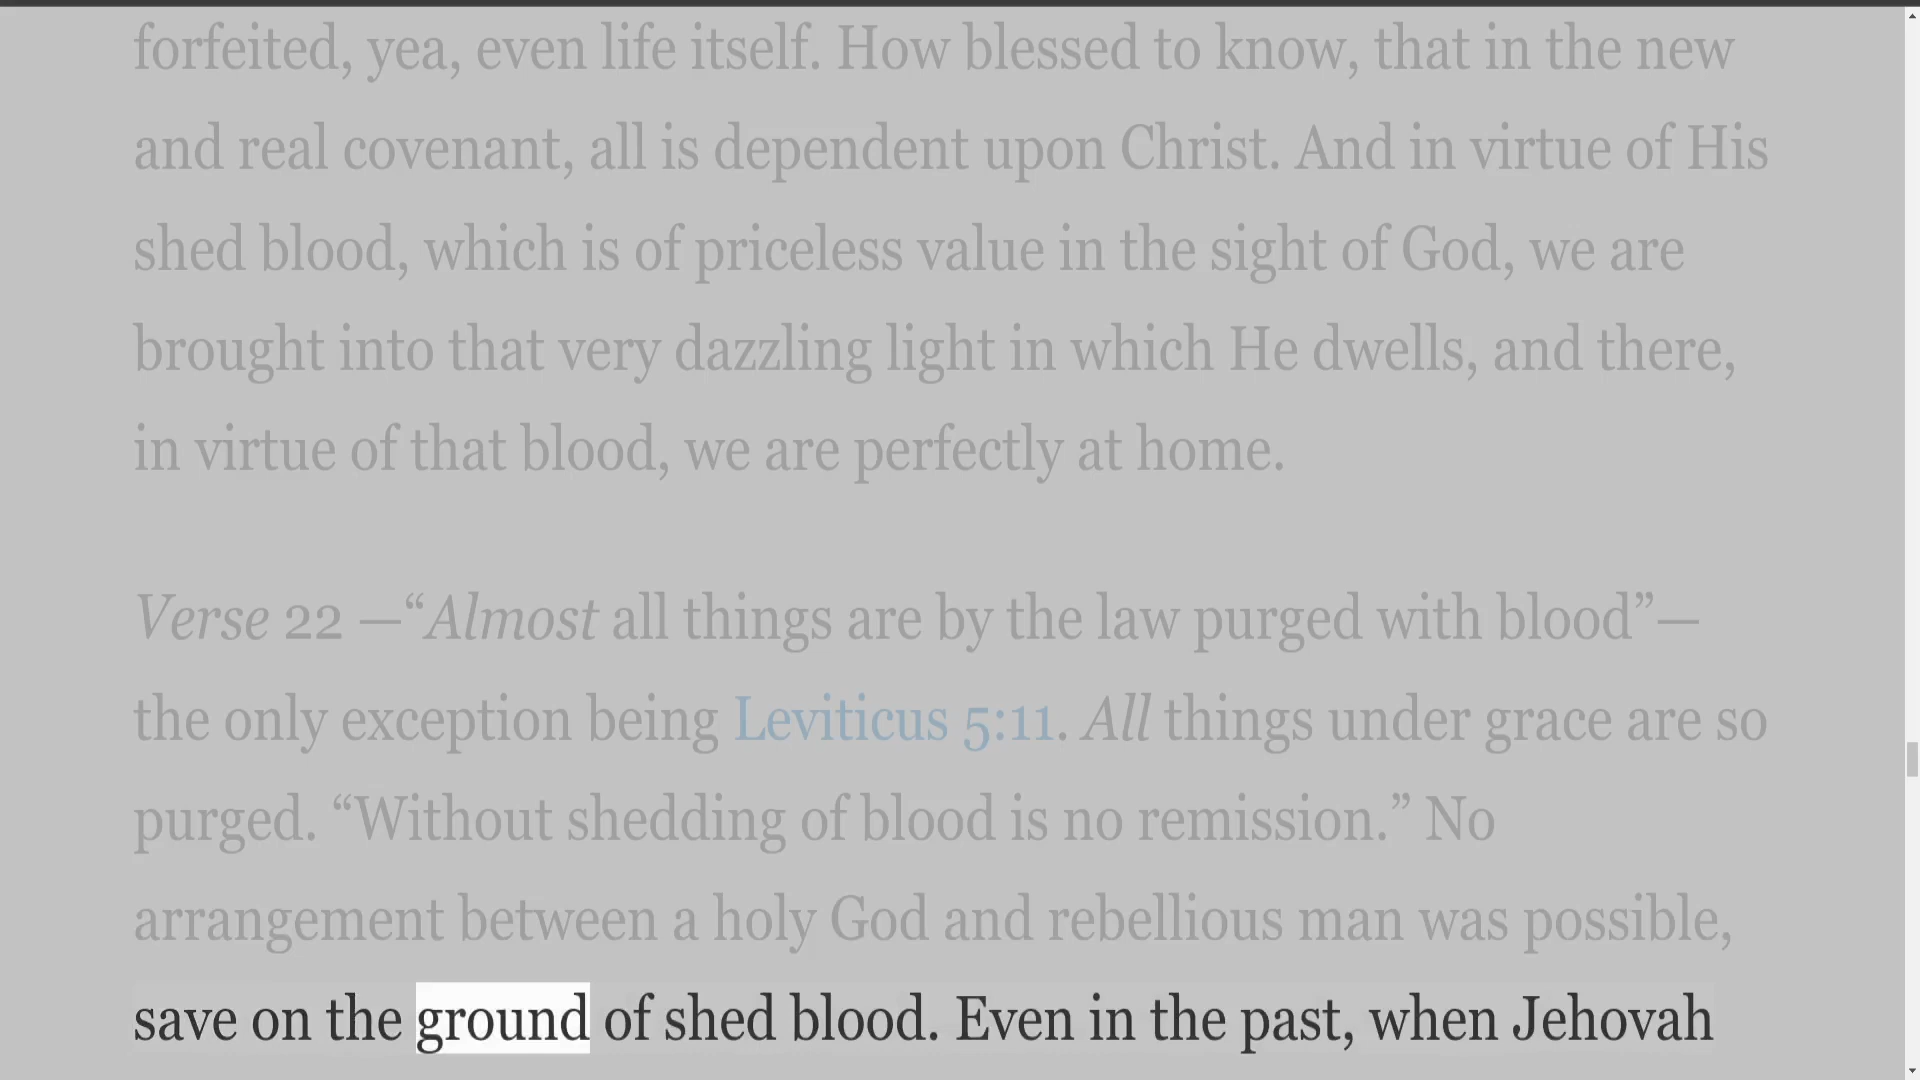 forfeited, yea, even life itself. How blessed to know, that in the new
and real covenant, all is dependent upon Christ. And in virtue of His
shed blood, which is of priceless value in the sight of God, we are
brought into that very dazzling light in which He dwells, and there,
in virtue of that blood, we are perfectly at home.
Verse 22 —“Almost all things are by the law purged with blood”—
the only exception being Leviticus 5:11. All things under grace are so
purged. “Without shedding of blood is no remission.” No
arrangement between a holy God and rebellious man was possible,
save on the ground of shed blood. Even in the past, when Jehovah